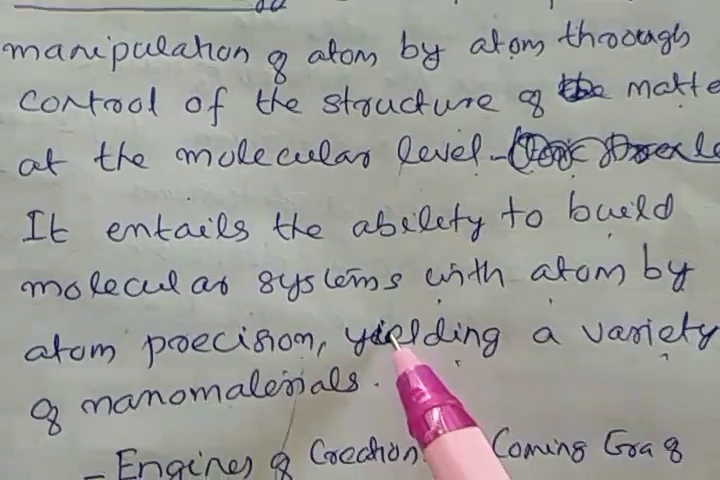 manipulation of atom by atom through
control of the structure of the matte
at the molecular level -
It entails the ability to build
molecular systems with atom by
atom precision, yielding a variety
of nanomaterials.
- Engines of Creation. Coming Era of